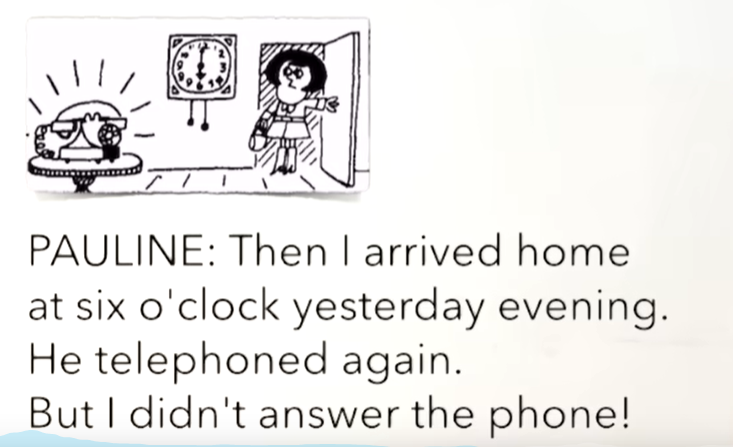 PAULINE: Then I arrived home
at six o'clock yesterday evening.
He telephoned again.
But I didn't answer the phone!